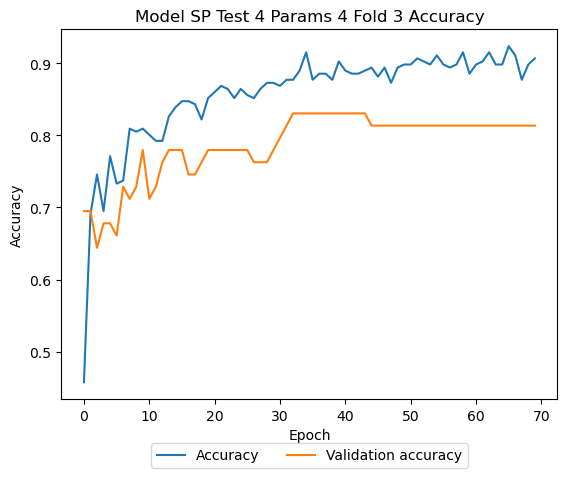 Model SP Test 4 Params 4 Fold 3 Accuracy
Accuracy
0.9
0.8
0.7
0.6
0.5
0 10 20 30 40 50 60 70
Epoch
Accuracy Validation accuracy